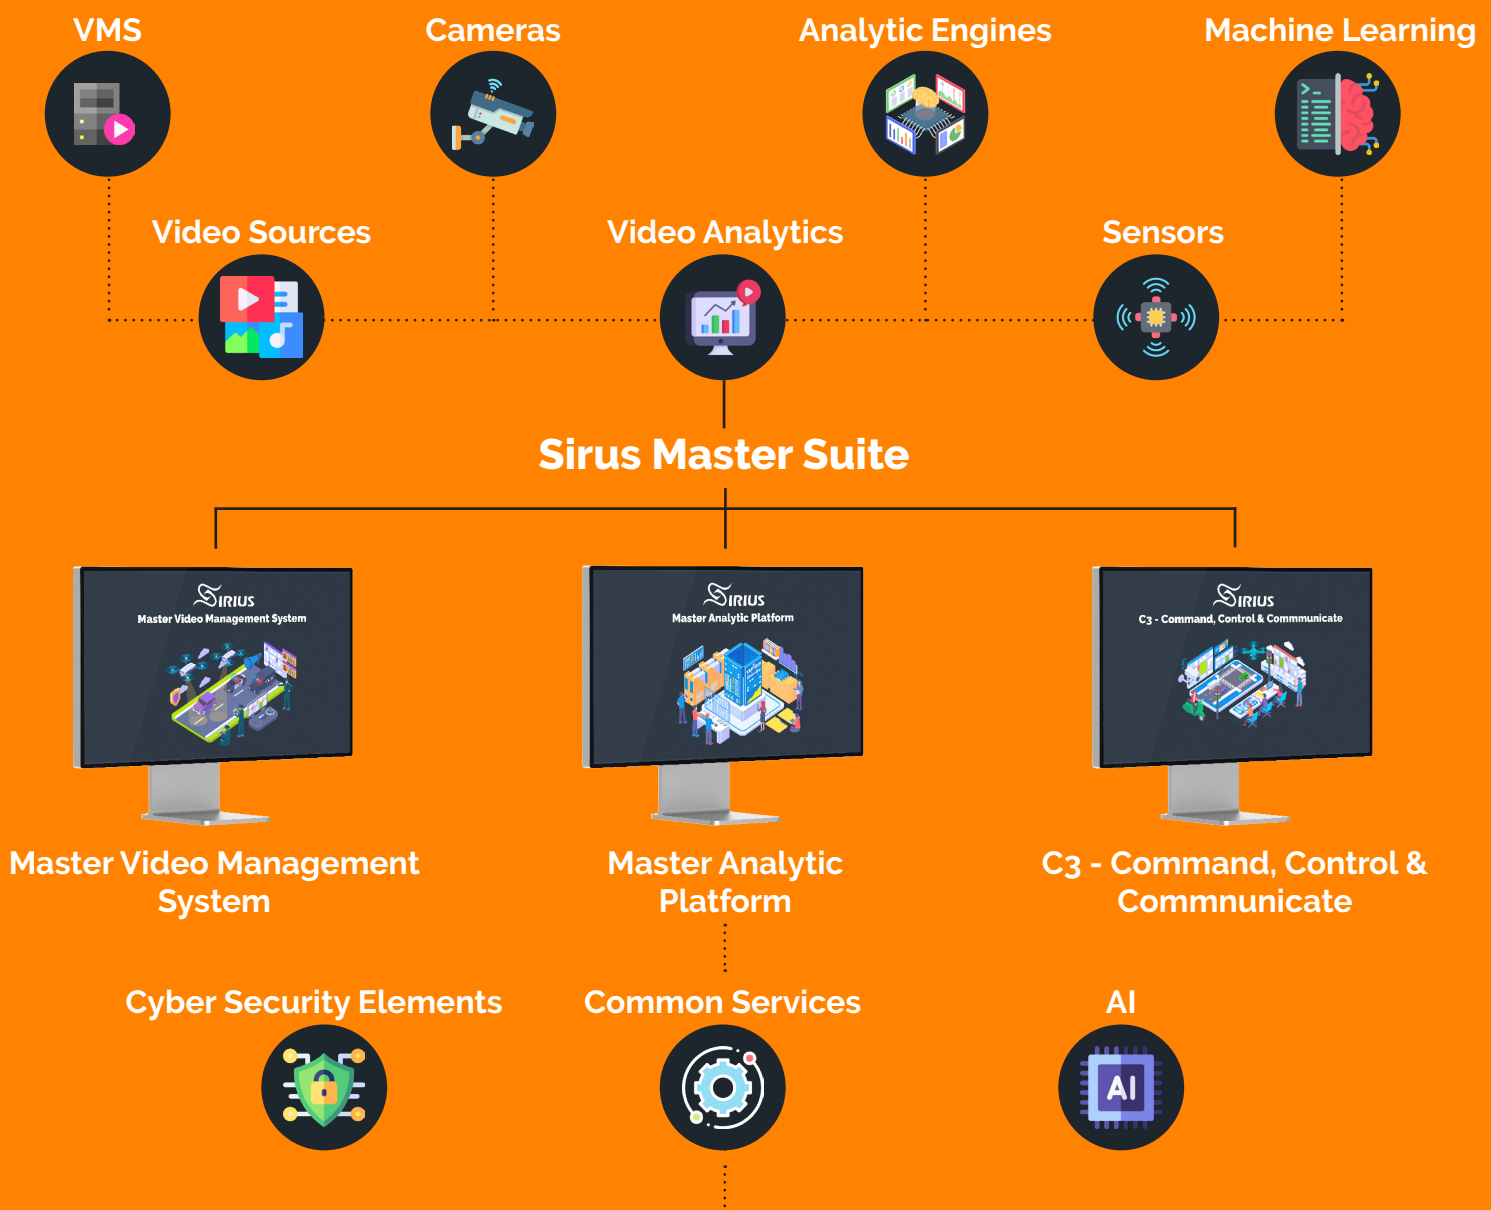 VMS
Cameras
Analytic Engines
Machine Learning
Video Sources
Video Analytics
Sensors
Sirus Master Suite
SIRIUS
Master Video Management System
SIRIUS
Master Analytic Platform
SIRIUS
C3 - Command, Control & Commmunicate
Master Video Management
System
Master Analytic
Platform
C3 - Command, Control &
Commnunicate
Cyber Security Elements
Common Services
AI
AI